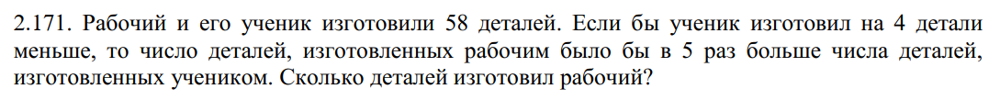 2.171. Рабочий и его ученик изготовили 58 деталей. Если бы ученик изготовил на 4 детали
меньше, то число деталей, изготовленных рабочим было бы в 5 раз больше числа деталей,
изготовленных учеником. Сколько деталей изготовил рабочий?